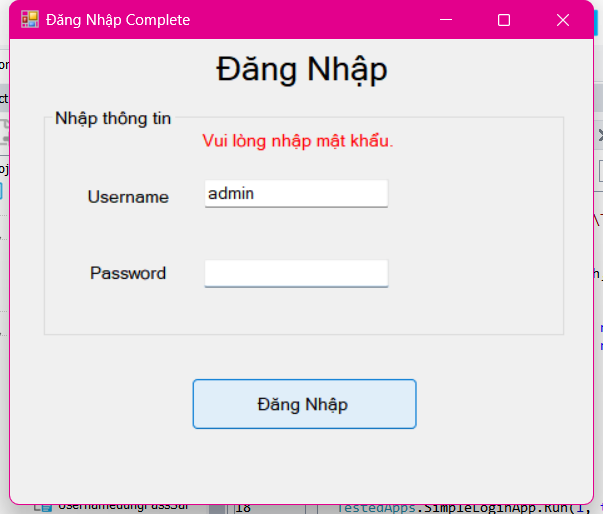 Đăng Nhập Complete
Đăng Nhập
Nhập thông tin
Vui lòng nhập mật khẩu.
Username
admin
Password
Đăng Nhập
18
TestedApps.SimpleLoginApp.Run(1,